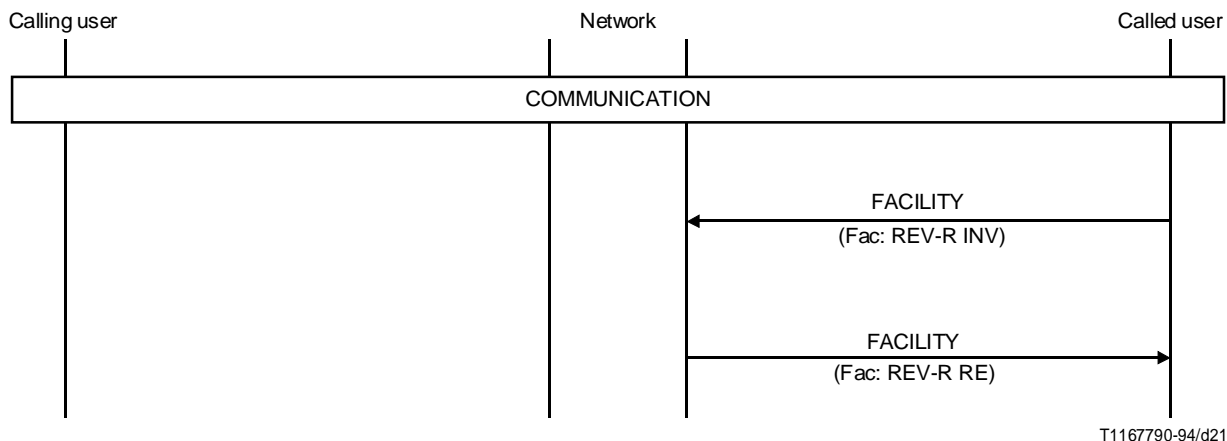 Calling user
Network
Called user
COMMUNICATION
FACILITY
(Fac: REV-R INV)
FACILITY
(Fac: REV-R RE)
T1167790-94/d21